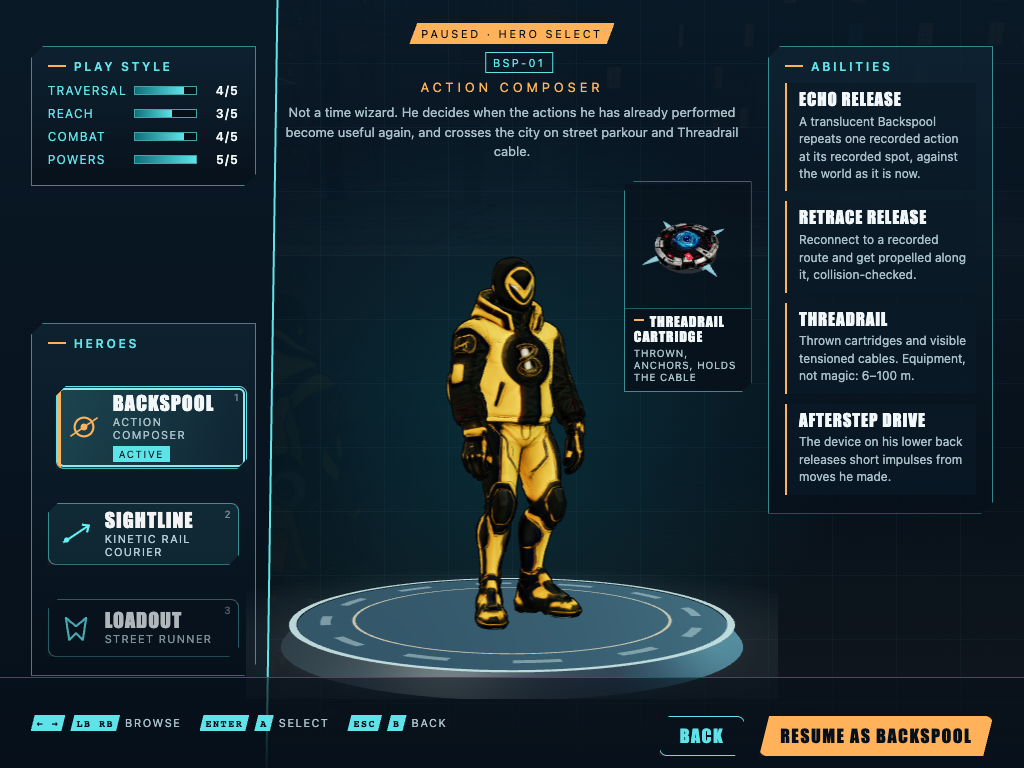 PAUSED · HERO SELECT
BSP-01
ACTION COMPOSER
Not a time wizard. He decides when the actions he has already performed
become useful again, and crosses the city on street parkour and Threadrail
cable.
PLAY STYLE
TRAVERSAL 4/5
REACH 3/5
COMBAT 4/5
POWERS 5/5
HEROES
BACKSPOOL 1
ACTION
COMPOSER
ACTIVE
SIGHTLINE 2
KINETIC RAIL
COURIER
LOADOUT 3
STREET RUNNER
THREADRAIL
CARTRIDGE
THROWN,
ANCHORS, HOLDS
THE CABLE
ABILITIES
ECHO RELEASE
A translucent Backspool
repeats one recorded action
at its recorded spot, against
the world as it is now.
RETRACE RELEASE
Reconnect to a recorded
route and get propelled along
it, collision-checked.
THREADRAIL
Thrown cartridges and visible
tensioned cables. Equipment,
not magic: 6–100 m.
AFTERSTEP DRIVE
The device on his lower back
releases short impulses from
moves he made.
← → LB RB BROWSE ENTER A SELECT ESC B BACK
BACK
RESUME AS BACKSPOOL